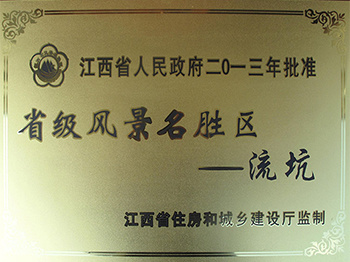 江西省人民政府二0一三年批准
省级风景名胜区
——流坑
江西省住房和城乡建设厅监制